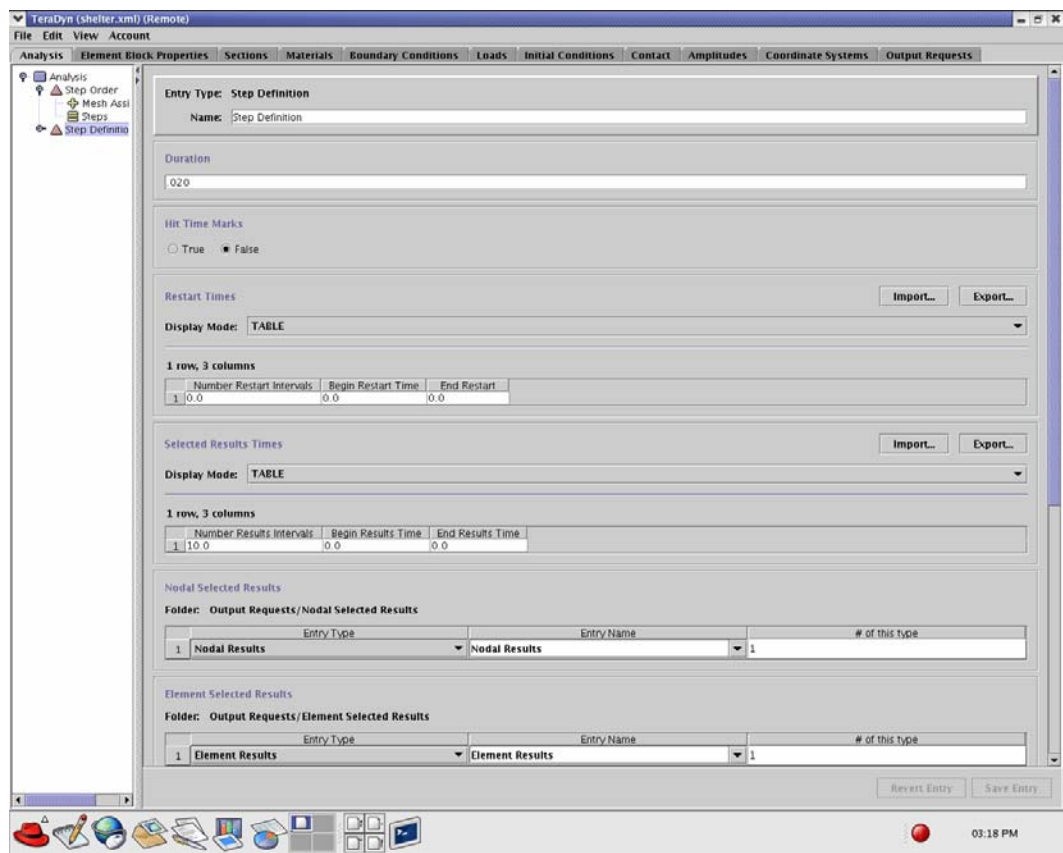 TeraDyn (shelter.xml) (Remote)
File Edit View Account
Analysis Element Block Properties Sections Materials Boundary Conditions Loads Initial Conditions Contact Amplitudes Coordinate Systems Output Requests
Analysis
Step Order
Mesh Assi
Steps
Step Definitio
Entry Type: Step Definition
Name: Step Definition
Duration
.020
Hit Time Marks
True False
Restart Times Import... Export...
Display Mode: TABLE
1 row, 3 columns
Number Restart Intervals Begin Restart Time End Restart
1 0.0 0.0 0.0
Selected Results Times Import... Export...
Display Mode: TABLE
1 row, 3 columns
Number Results Intervals Begin Results Time End Results Time
1 10.0 0.0 0.0
Nodal Selected Results
Folder: Output Requests/Nodal Selected Results
Entry Type Entry Name # of this type
1 Nodal Results Nodal Results 1
Element Selected Results
Folder: Output Requests/Element Selected Results
Entry Type Entry Name # of this type
1 Element Results Element Results 1
Revert Entry Save Entry
03:18 PM